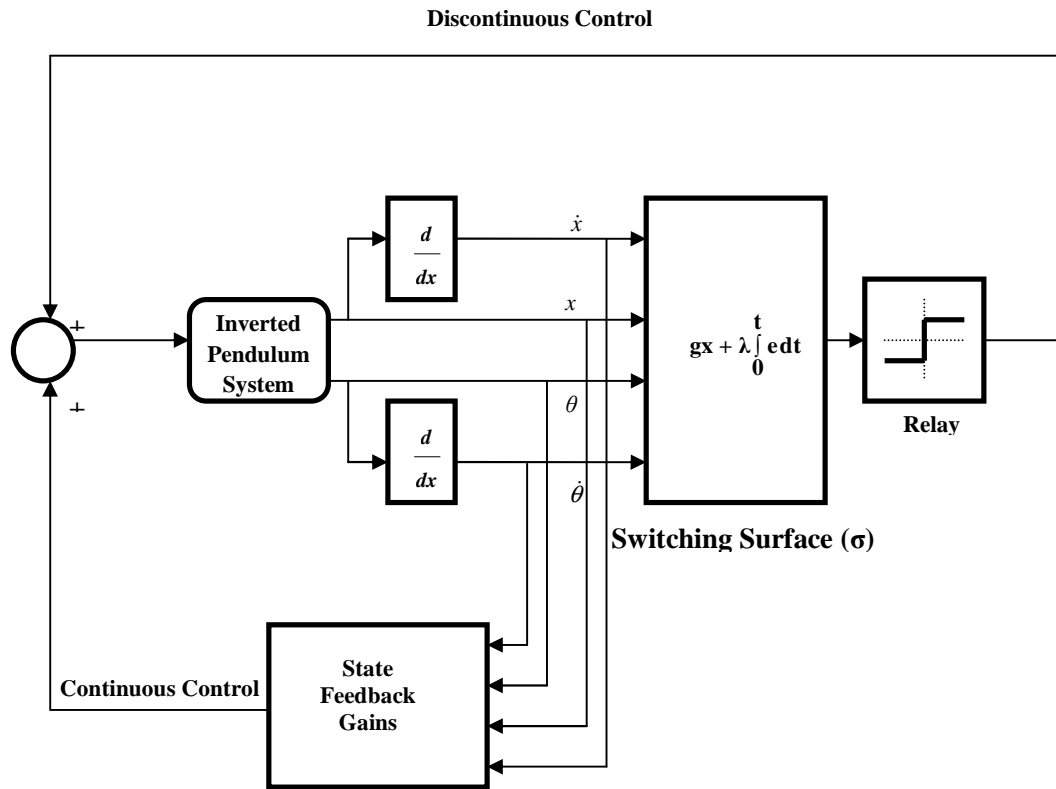 Discontinuous Control
d
dx
ẋ
x
+
Inverted
Pendulum
System
t
gx + λ∫ edt
0
θ
Relay
+
d
dx
θ̇
Switching Surface (σ)
State
Feedback
Gains
Continuous Control